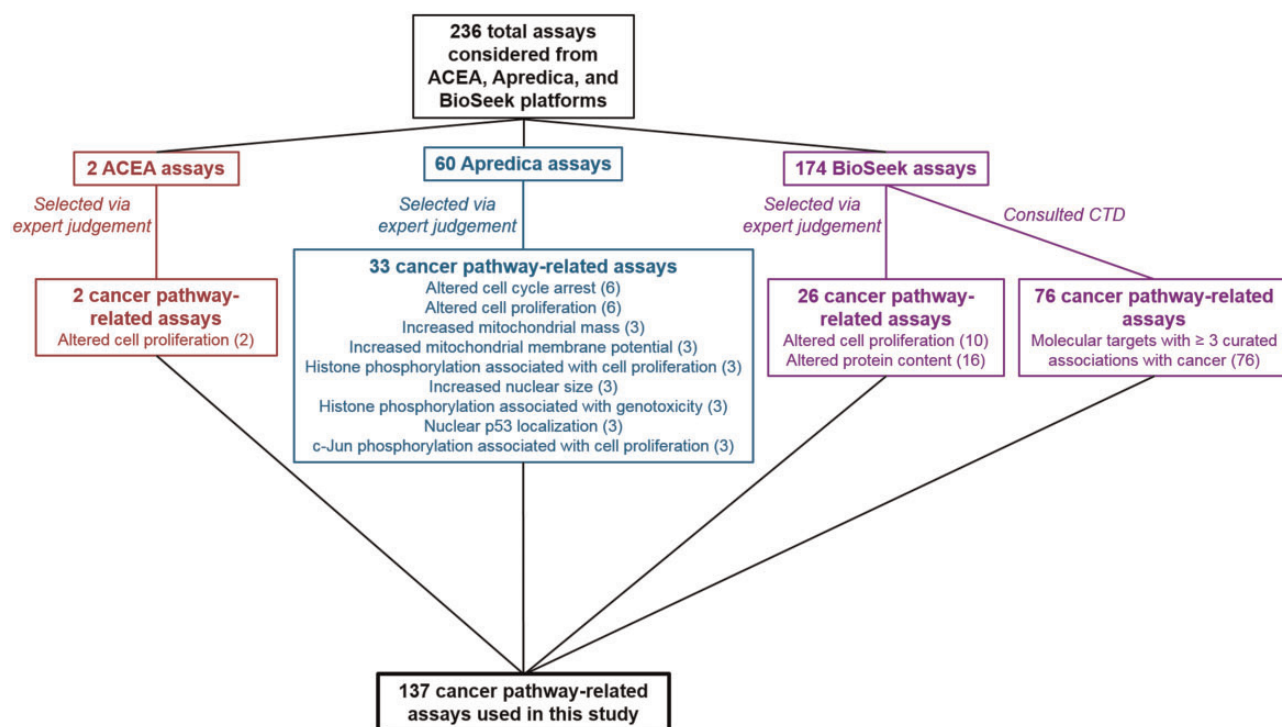 236 total assays
considered from
ACEA, Apredica, and
BioSeek platforms
2 ACEA assays
60 Apredica assays
174 BioSeek assays
Selected via
expert judgement
Selected via
expert judgement
Selected via
expert judgement
Consulted CTD
2 cancer pathway-
related assays
Altered cell proliferation (2)
33 cancer pathway-related assays
Altered cell cycle arrest (6)
Altered cell proliferation (6)
Increased mitochondrial mass (3)
Increased mitochondrial membrane potential (3)
Histone phosphorylation associated with cell proliferation (3)
Increased nuclear size (3)
Histone phosphorylation associated with genotoxicity (3)
Nuclear p53 localization (3)
c-Jun phosphorylation associated with cell proliferation (3)
26 cancer pathway-
related assays
Altered cell proliferation (10)
Altered protein content (16)
76 cancer pathway-related
assays
Molecular targets with ≥ 3 curated
associations with cancer (76)
137 cancer pathway-related
assays used in this study